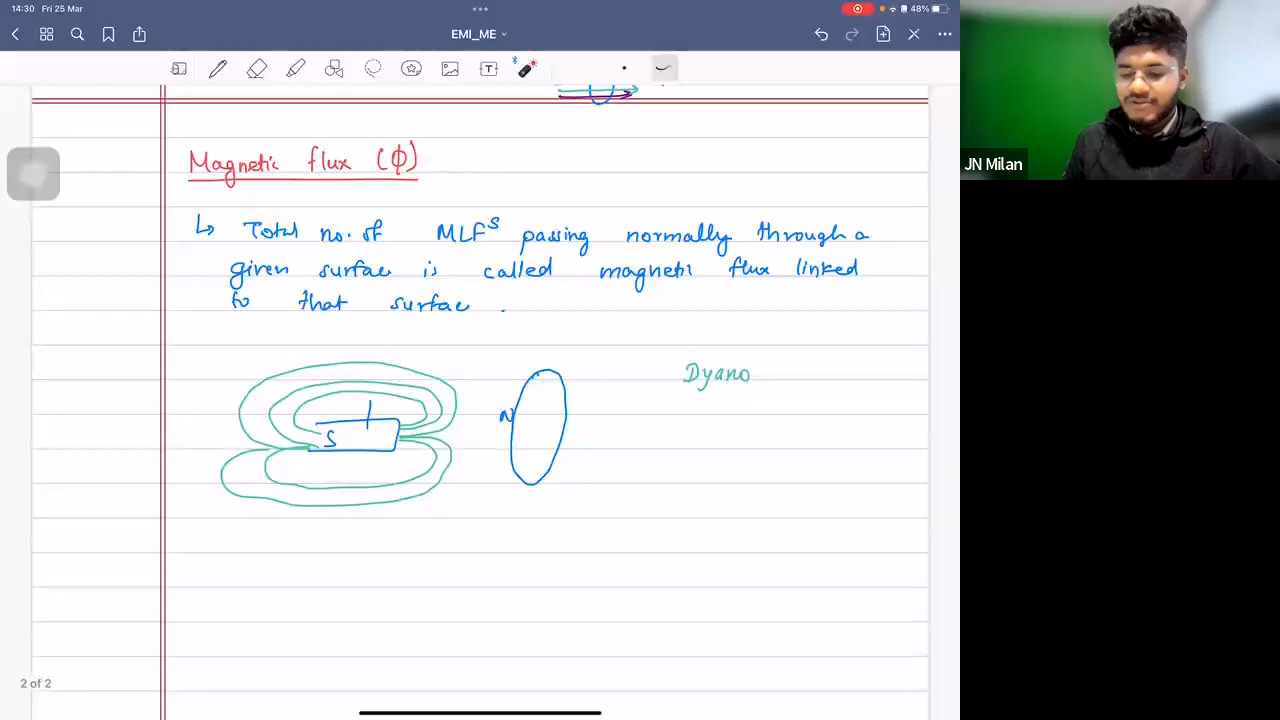 14:30 Fri 25 Mar
48%
EMI_ME
JN Milan
Magnetic flux (Φ)
↳ Total no. of MLFs passing normally through a
given surface is called magnetic flux linked
to that surface.
Dyano
S
N
2 of 2